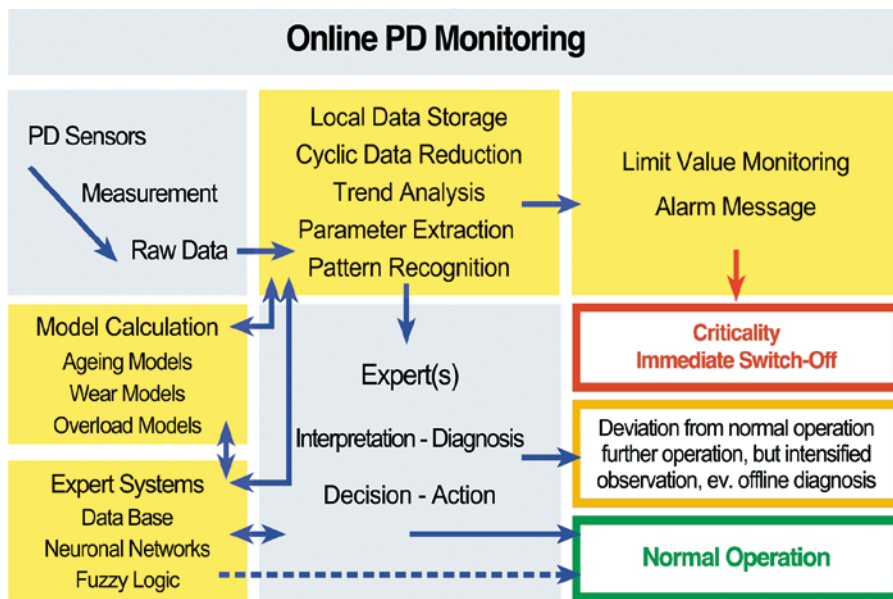 Online PD Monitoring
PD Sensors
Measurement
Raw Data
Local Data Storage
Cyclic Data Reduction
Trend Analysis
Parameter Extraction
Pattern Recognition
Limit Value Monitoring
Alarm Message
Model Calculation
Ageing Models
Wear Models
Overload Models
Expert Systems
Data Base
Neuronal Networks
Fuzzy Logic
Expert(s)
Interpretation - Diagnosis
Decision - Action
Criticality
Immediate Switch-Off
Deviation from normal operation
further operation, but intensified
observation, ev. offline diagnosis
Normal Operation